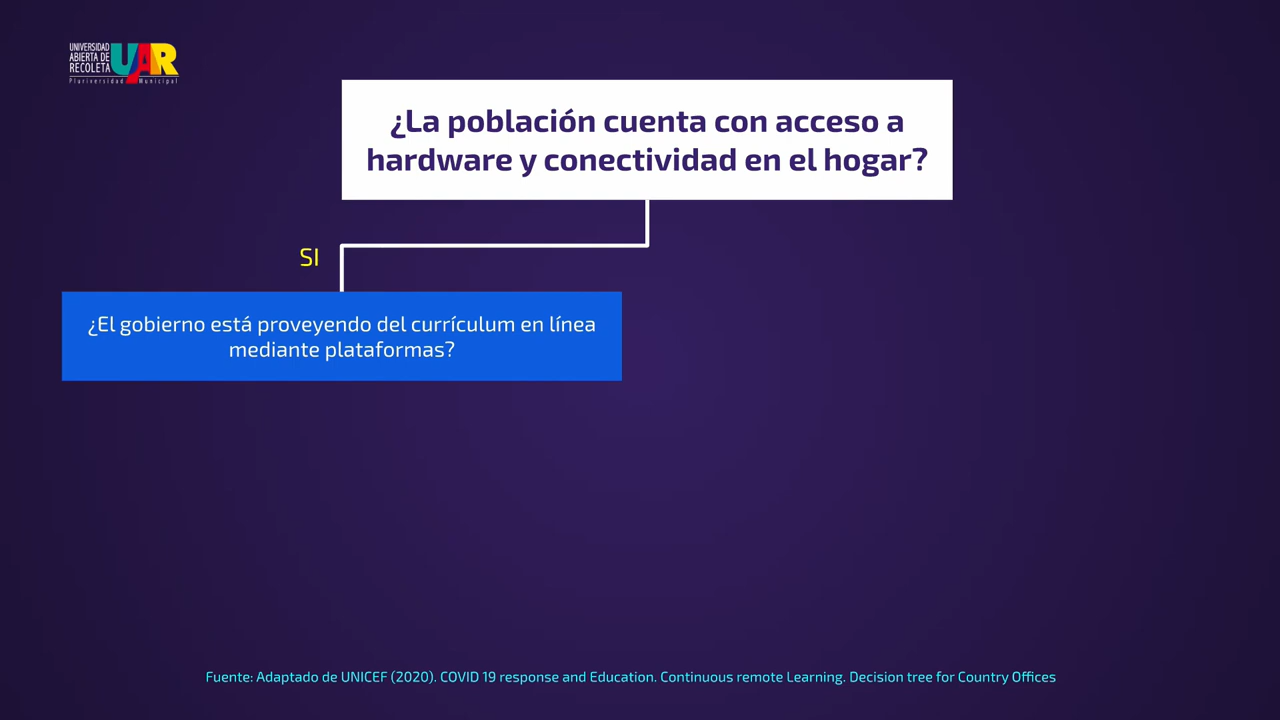 UNIVERSIDAD
ABIERTA DE
RECOLETA
UAR
Pluriversidad Municipal
¿La población cuenta con acceso a
hardware y conectividad en el hogar?
SI
¿El gobierno está proveyendo del currículum en línea
mediante plataformas?
Fuente: Adaptado de UNICEF (2020). COVID 19 response and Education. Continuous remote Learning. Decision tree for Country Offices